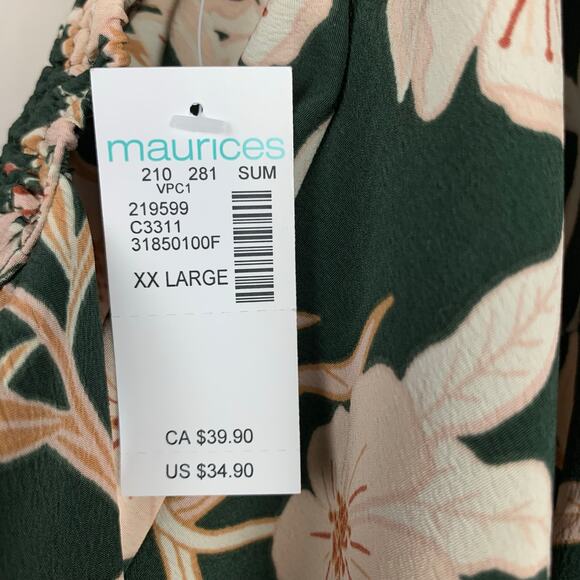 maurices
210 281 SUM
VPC1
219599
C3311
31850100F
XX LARGE
CA $39.90
US $34.90